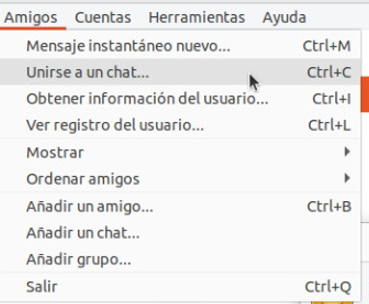 Amigos Cuentas Herramientas Ayuda
Mensaje instantáneo nuevo... Ctrl+M
Unirse a un chat... Ctrl+C
Obtener información del usuario... Ctrl+I
Ver registro del usuario... Ctrl+L
Mostrar
Ordenar amigos
Añadir un amigo... Ctrl+B
Añadir un chat...
Añadir grupo...
Salir Ctrl+Q